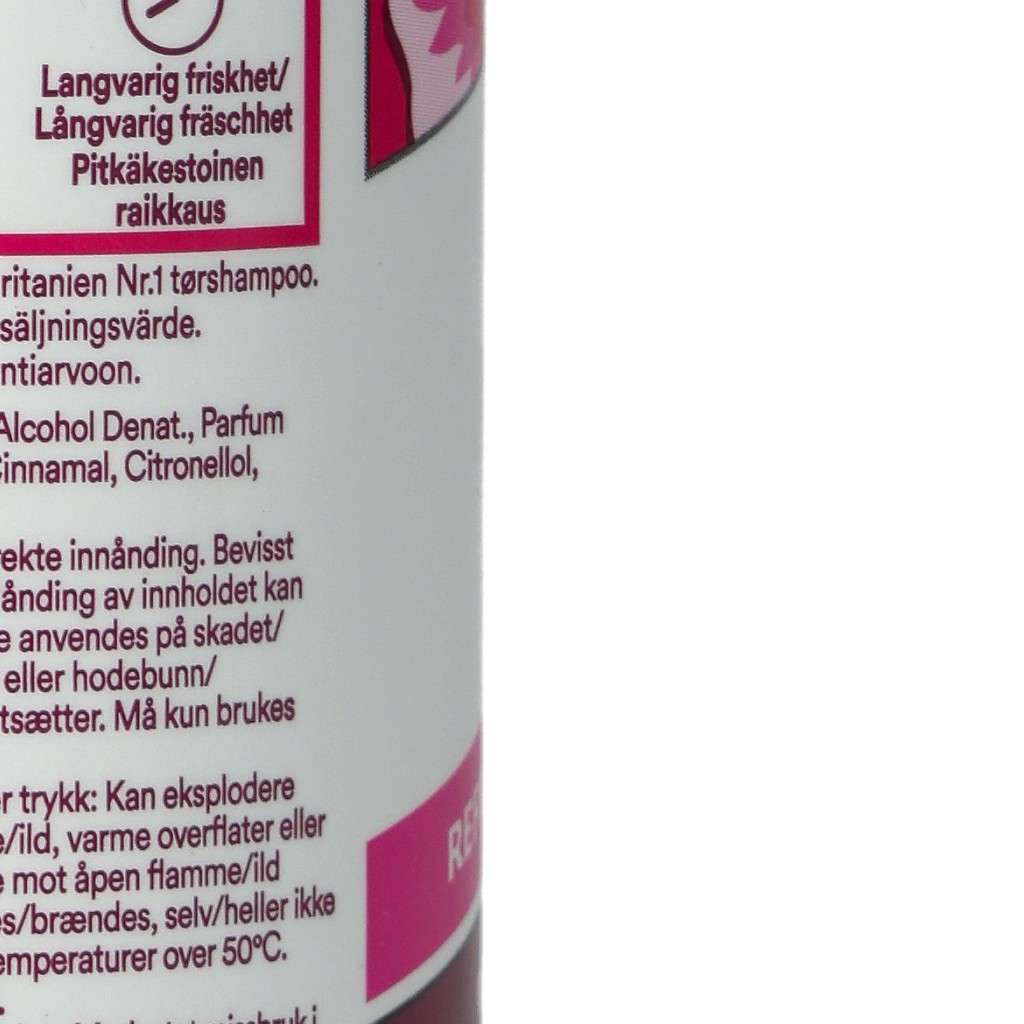 Langvarig friskhet/
Långvarig fräschhet
Pitkäkestoinen
raikkaus
ritanien Nr.1 tørshampoo.
säljningsvärde.
ntiarvoon.
Alcohol Denat., Parfum
Cinnamal, Citronellol,
rekte innånding. Bevisst
ånding av innholdet kan
e anvendes på skadet/
eller hodebunn/
tsætter. Må kun brukes
er trykk: Kan eksplodere
e/ild, varme overflater eller
e mot åpen flamme/ild
es/brændes, selv/heller ikke
emperaturer over 50°C.
REF